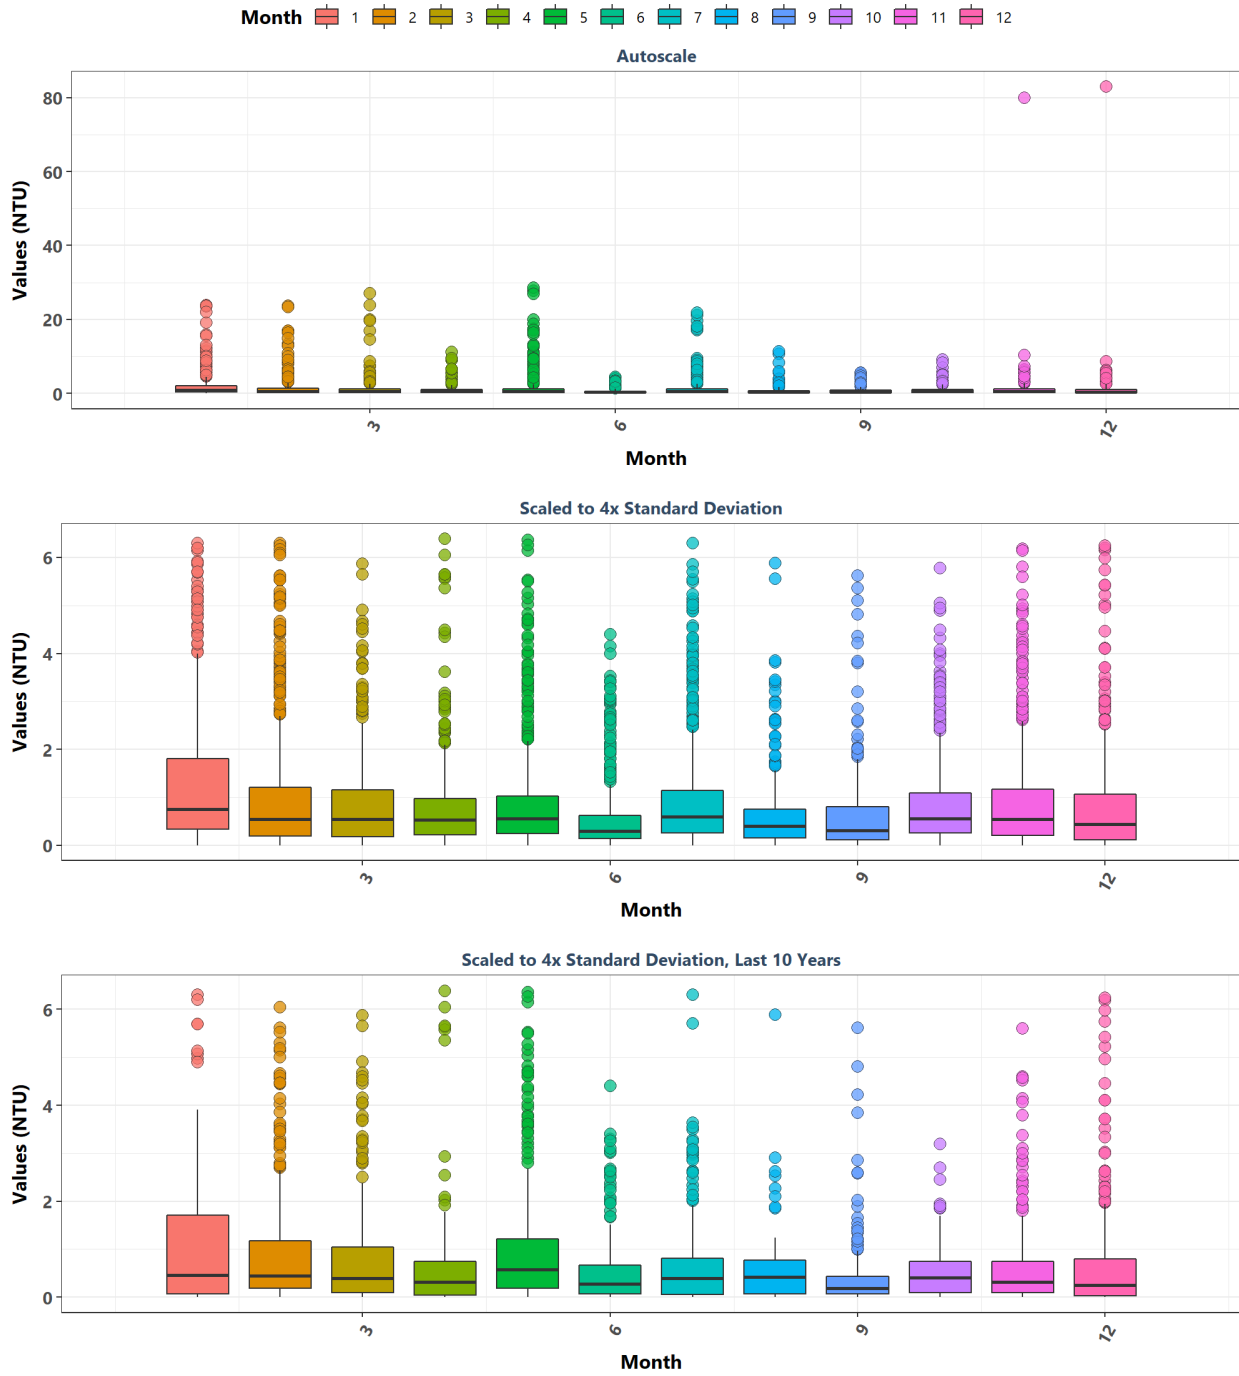 Month 1 2 3 4 5 6 7 8 9 10 11 12
Autoscale
Values (NTU)
80
60
40
20
0
3 6 9 12
Month
Scaled to 4x Standard Deviation
Values (NTU)
6
4
2
0
3 6 9 12
Month
Scaled to 4x Standard Deviation, Last 10 Years
Values (NTU)
6
4
2
0
3 6 9 12
Month